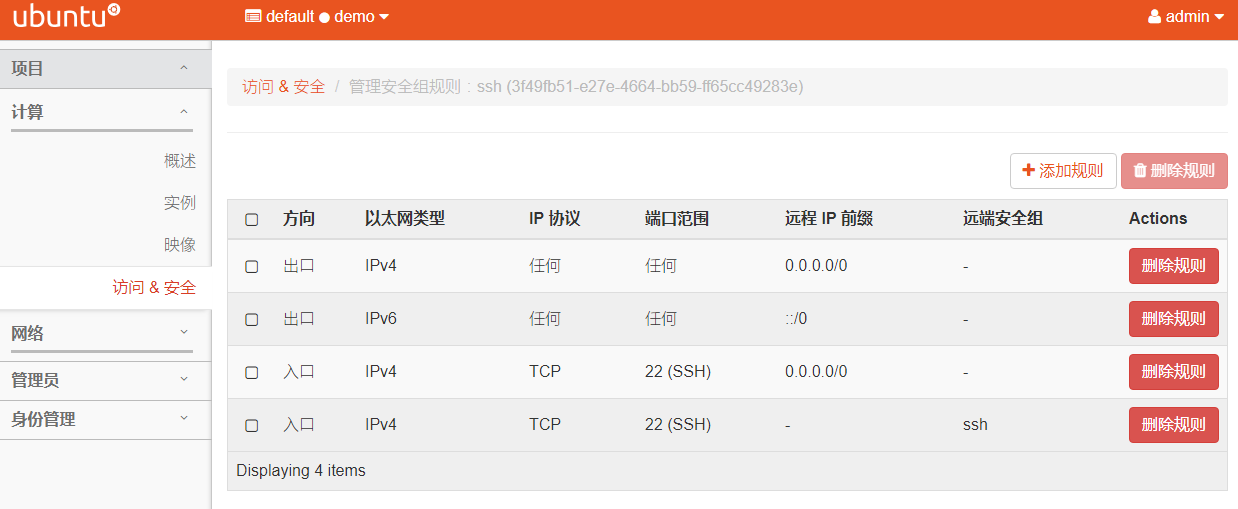 ubuntu
default ● demo
admin
项目
计算
概述
实例
映像
访问 & 安全
网络
管理员
身份管理
访问 & 安全 / 管理安全组规则：ssh (3f49fb51-e27e-4664-bb59-ff65cc49283e)
添加规则 删除规则
方向 以太网类型 IP 协议 端口范围 远程 IP 前缀 远端安全组 Actions
出口 IPv4 任何 任何 0.0.0.0/0 - 删除规则
出口 IPv6 任何 任何 ::/0 - 删除规则
入口 IPv4 TCP 22 (SSH) 0.0.0.0/0 - 删除规则
入口 IPv4 TCP 22 (SSH) - ssh 删除规则
Displaying 4 items